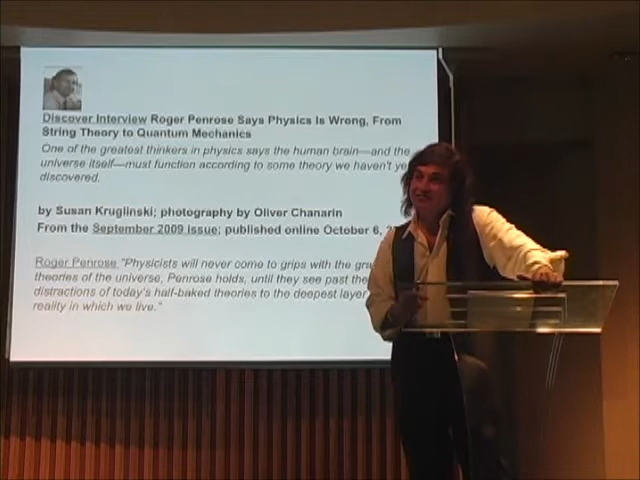 Discover Interview Roger Penrose Says Physics Is Wrong, From
String Theory to Quantum Mechanics
One of the greatest thinkers in physics says the human brain—and the
universe itself—must function according to some theory we haven't
discovered.
by Susan Kruglinski; photography by Oliver Chanarin
From the September 2009 issue; published online October 6,
Roger Penrose "Physicists will never come to grips with the
theories of the universe, Penrose holds, until they see past the
distractions of today's half-baked theories to the deepest layer
reality in which we live."